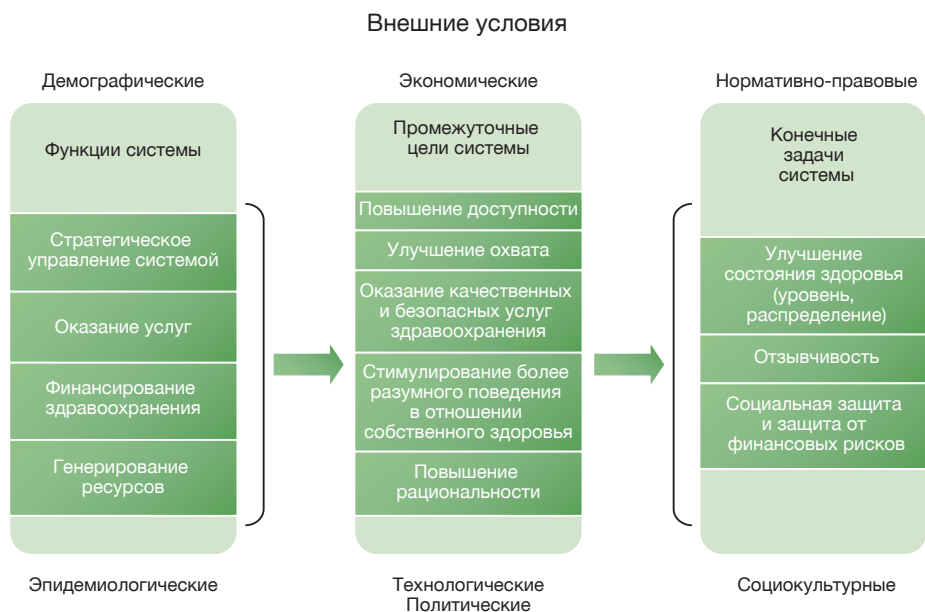 Внешние условия
Демографические
Экономические
Нормативно-правовые
Функции системы
Стратегическое
управление системой
Оказание услуг
Финансирование
здравоохранения
Генерирование
ресурсов
Промежуточные
цели системы
Повышение доступности
Улучшение охвата
Оказание качественных
и безопасных услуг
здравоохранения
Стимулирование более
разумного поведения
в отношении
собственного здоровья
Повышение
рациональности
Конечные
задачи
системы
Улучшение
состояния здоровья
(уровень,
распределение)
Отзывчивость
Социальная защита
и защита от
финансовых рисков
Эпидемиологические
Технологические
Политические
Социокультурные